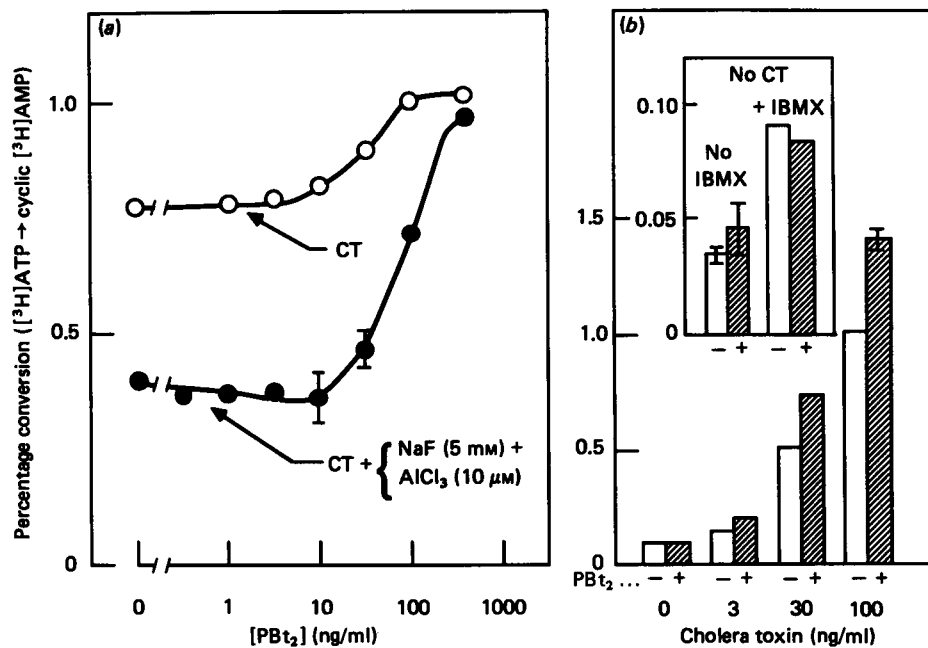 (a)
Percentage conversion ([³H]ATP → cyclic [³H]AMP)
1.0
0.5
0
CT
CT + { NaF (5 mM) +
AlCl₃ (10 μM)
0 1 10 100 1000
[PBt₂] (ng/ml)
(b)
No CT
+ IBMX
No
IBMX
0.10
0.05
0
– + – +
1.5
1.0
0.5
0
PBt₂ ... – + – + – + – +
0 3 30 100
Cholera toxin (ng/ml)